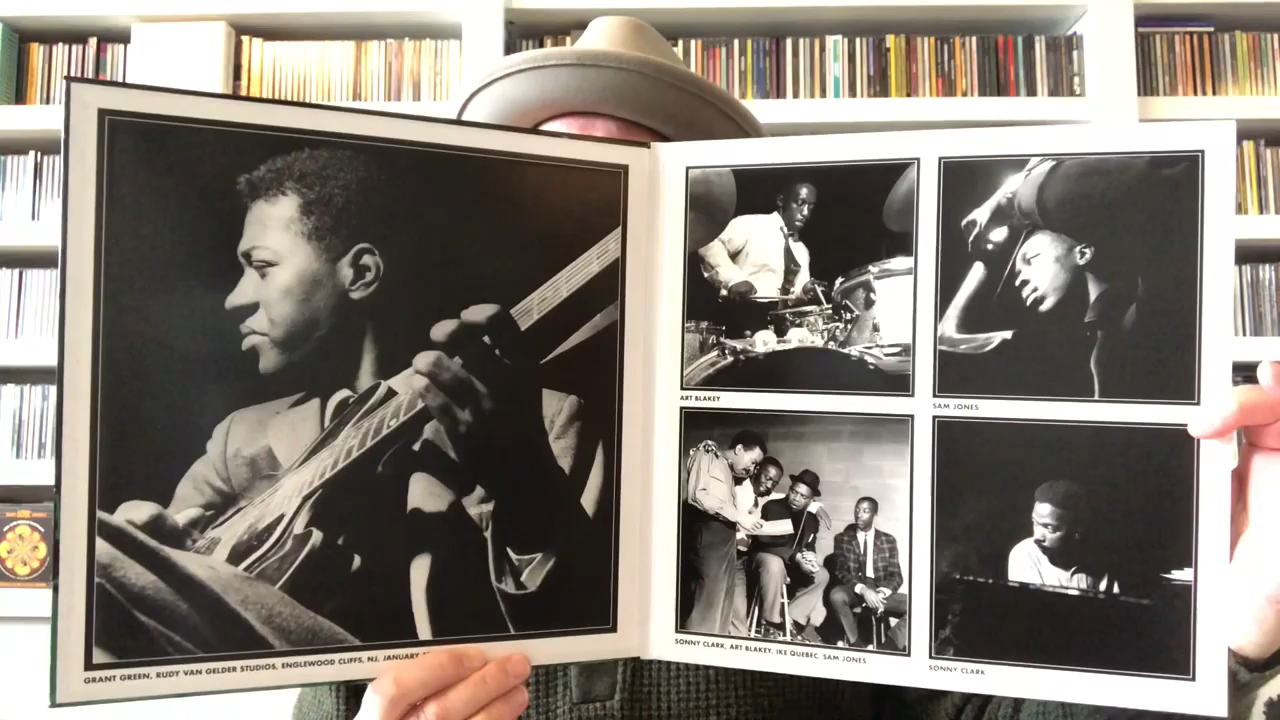 GRANT GREEN, RUDY VAN GELDER STUDIOS, ENGLEWOOD CLIFFS, NJ, JANUARY
ART BLAKEY
SAM JONES
SONNY CLARK, ART BLAKEY, IKE QUEBEC, SAM JONES
SONNY CLARK